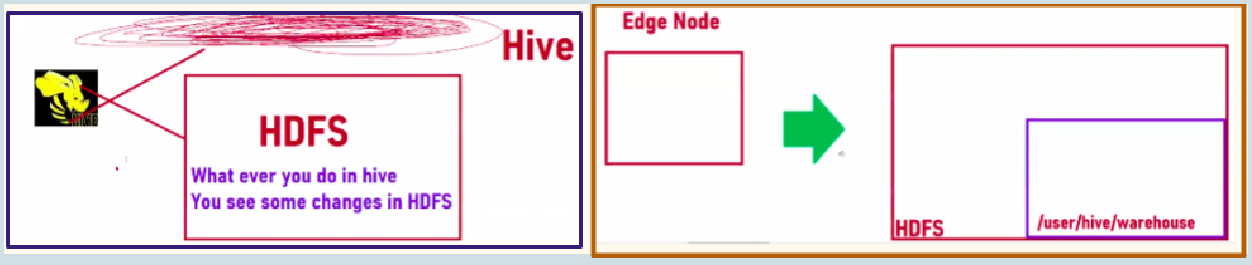 Hive
HDFS
What ever you do in hive
You see some changes in HDFS
Edge Node
/user/hive/warehouse
HDFS